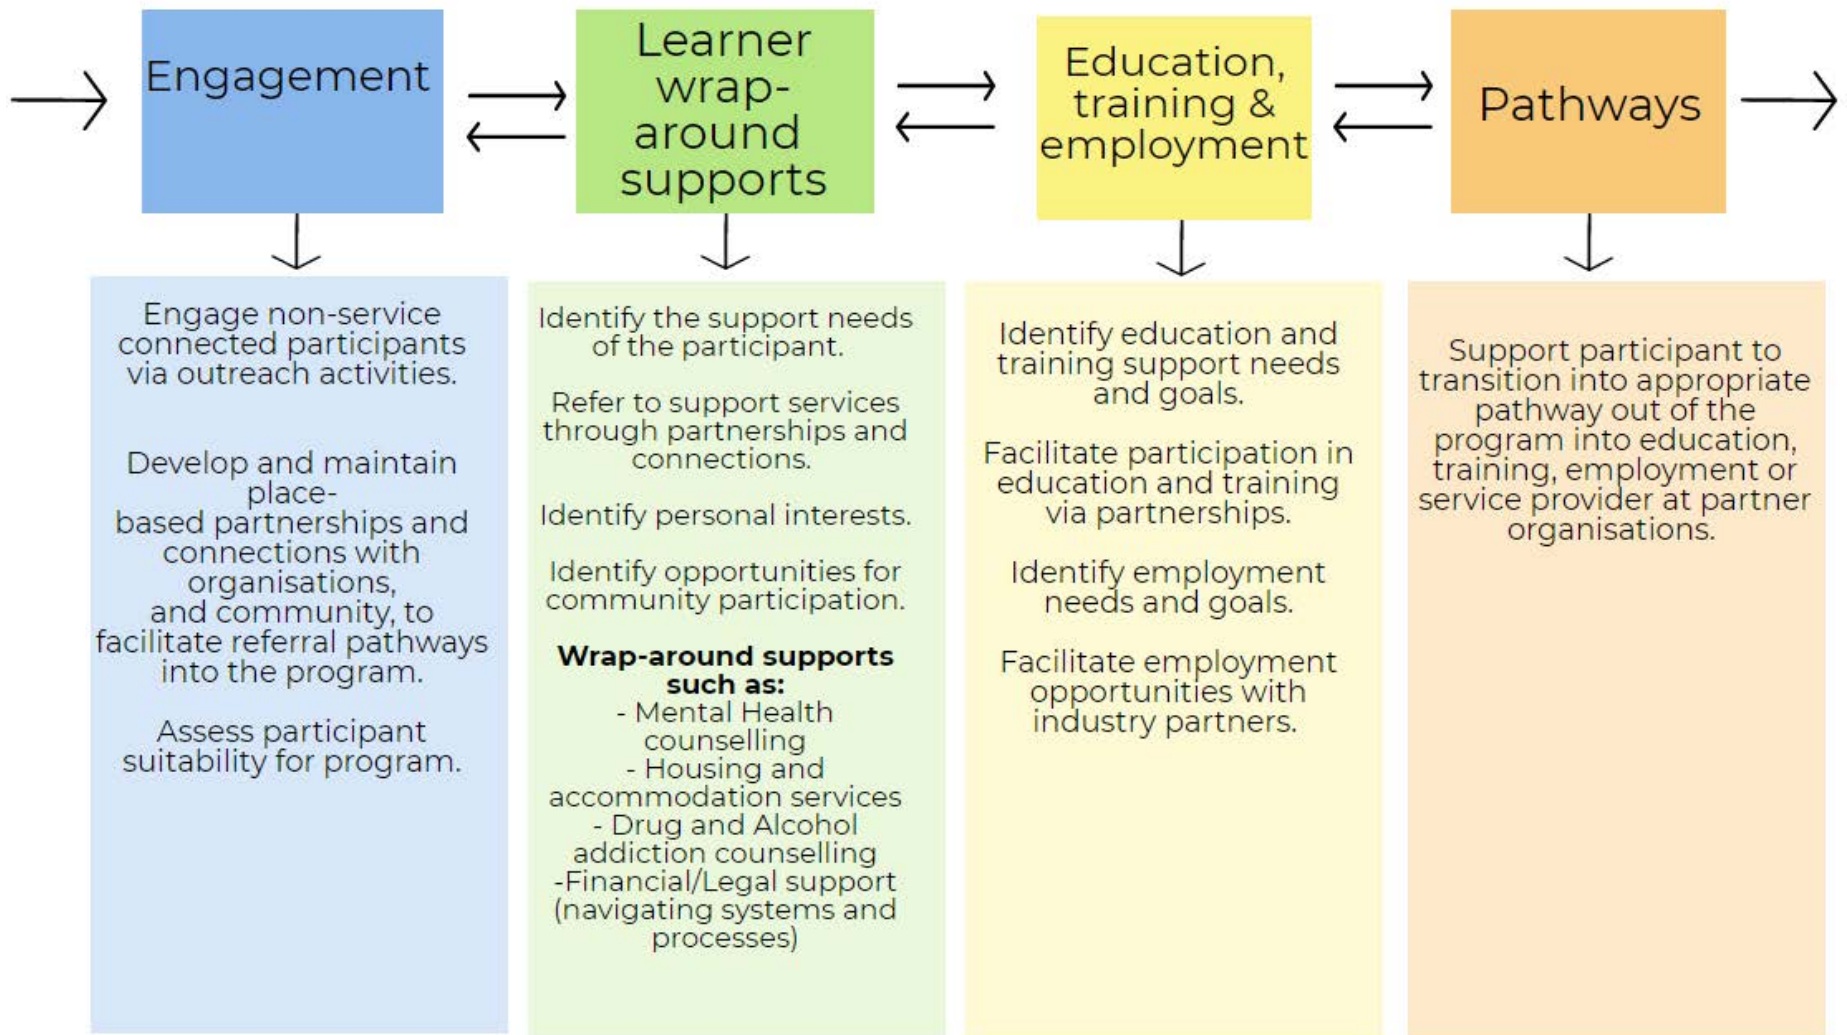 Engagement
Learner
wrap-
around
supports
Education,
training &
employment
Pathways
Engage non-service
connected participants
via outreach activities.
Develop and maintain
place-
based partnerships and
connections with
organisations,
and community, to
facilitate referral pathways
into the program.
Assess participant
suitability for program.
Identify the support needs
of the participant.
Refer to support services
through partnerships and
connections.
Identify personal interests.
Identify opportunities for
community participation.
Wrap-around supports
such as:
- Mental Health
counselling
- Housing and
accommodation services
- Drug and Alcohol
addiction counselling
-Financial/Legal support
(navigating systems and
processes)
Identify education and
training support needs
and goals.
Facilitate participation in
education and training
via partnerships.
Identify employment
needs and goals.
Facilitate employment
opportunities with
industry partners.
Support participant to
transition into appropriate
pathway out of the
program into education,
training, employment or
service provider at partner
organisations.